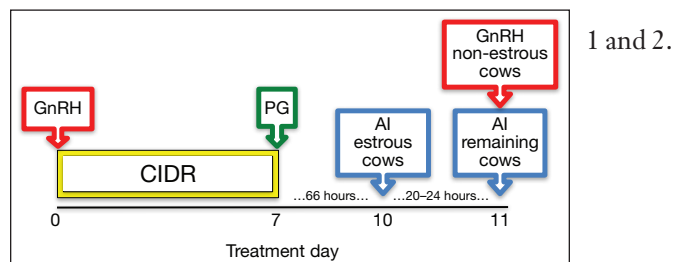 GnRH
non-estrous
cows
1 and 2.
GnRH
PG
AI
estrous
cows
AI
remaining
cows
CIDR
...66 hours...
...20–24 hours...
0
7
10
11
Treatment day